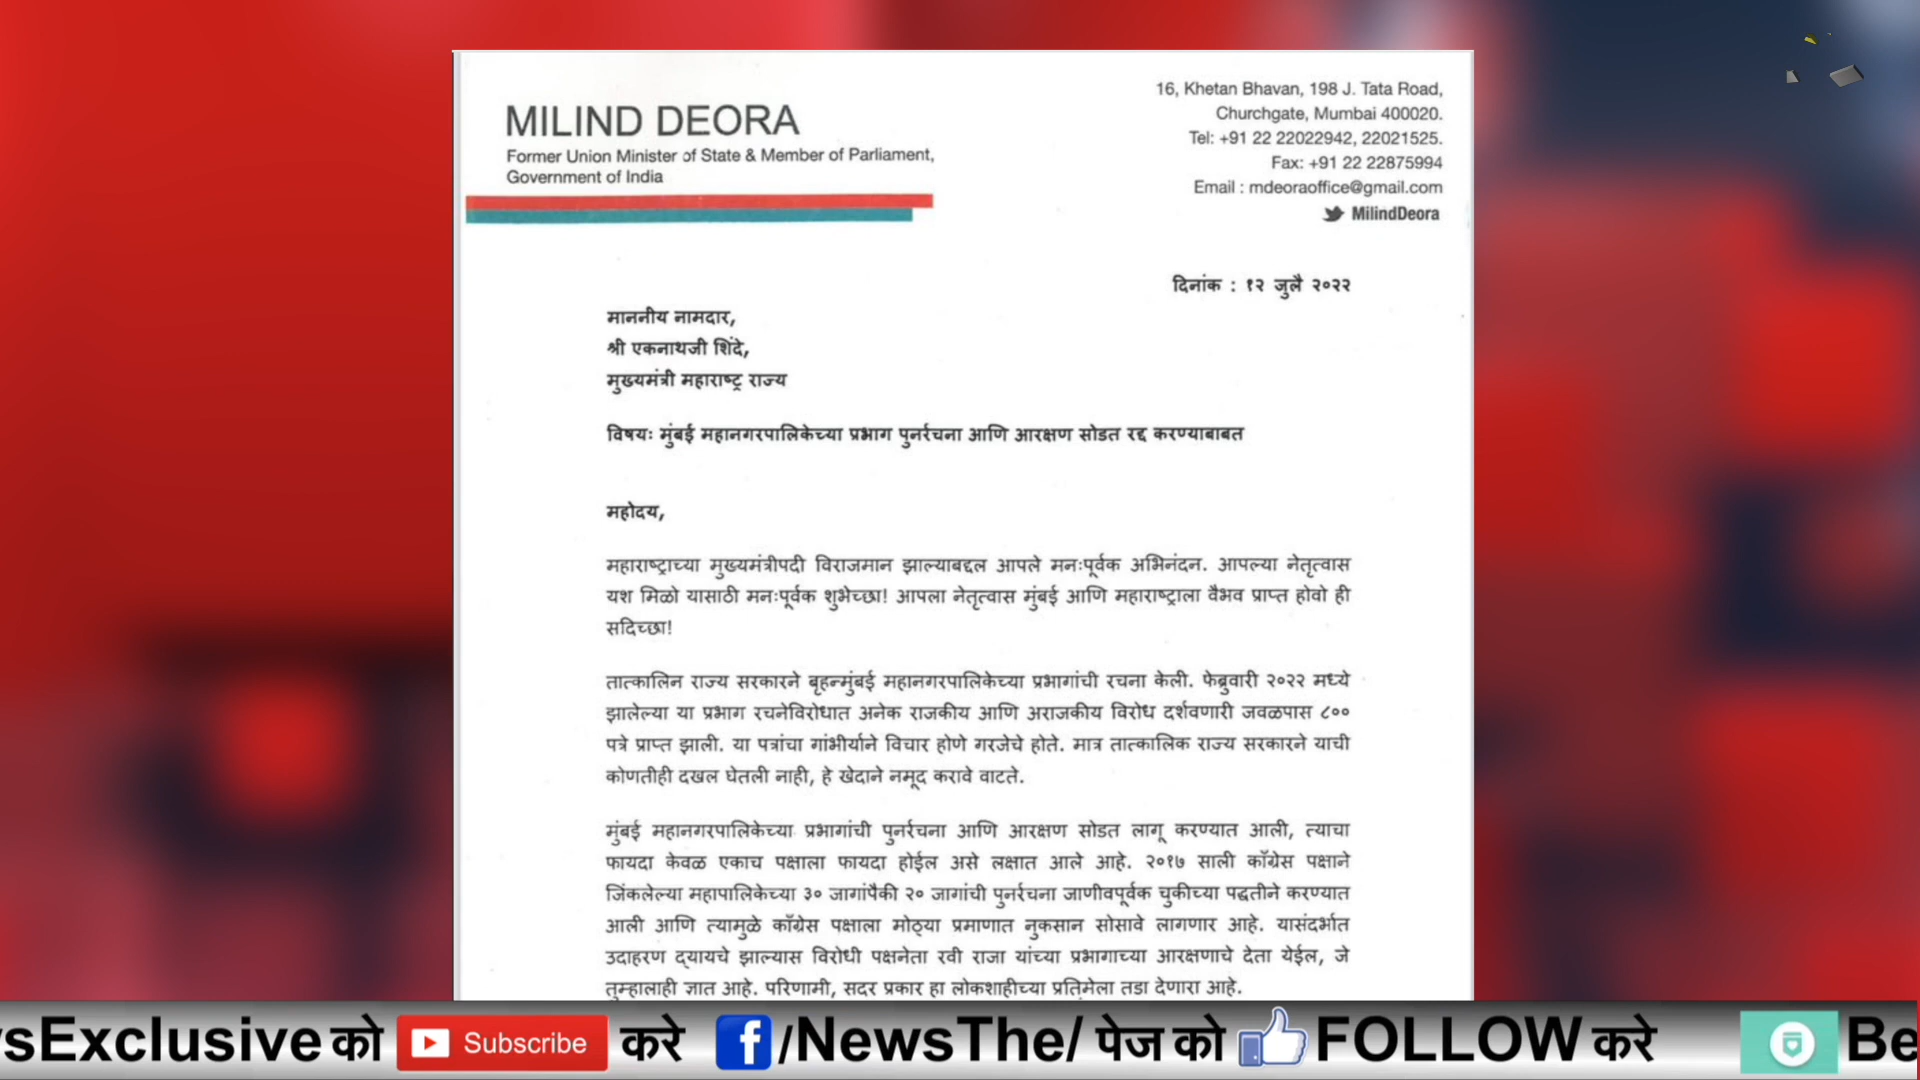 MILIND DEORA
Former Union Minister of State & Member of Parliament,
Government of India
16, Khetan Bhavan, 198 J. Tata Road,
Churchgate, Mumbai 400020.
Tel: +91 22 22022942, 22021525.
Fax: +91 22 22875994
Email : mdeoraoffice@gmail.com
MilindDeora
दिनांक : १२ जुलै २०२२
माननीय नामदार,
श्री एकनाथजी शिंदे,
मुख्यमंत्री महाराष्ट्र राज्य
विषयः मुंबई महानगरपालिकेच्या प्रभाग पुनर्रचना आणि आरक्षण सोडत रद्द करण्याबाबत
महोदय,
महाराष्ट्राच्या मुख्यमंत्रीपदी विराजमान झाल्याबद्दल आपले मनःपूर्वक अभिनंदन. आपल्या नेतृत्वास
यश मिळो यासाठी मनःपूर्वक शुभेच्छा! आपला नेतृत्वास मुंबई आणि महाराष्ट्राला वैभव प्राप्त होवो ही
सदिच्छा!
तात्कालिन राज्य सरकारने बृहन्मुंबई महानगरपालिकेच्या प्रभागांची रचना केली. फेब्रुवारी २०२२ मध्ये
झालेल्या या प्रभाग रचनेविरोधात अनेक राजकीय आणि अराजकीय विरोध दर्शवणारी जवळपास ८००
पत्रे प्राप्त झाली. या पत्रांचा गांभीर्याने विचार होणे गरजेचे होते. मात्र तात्कालिक राज्य सरकारने याची
कोणतीही दखल घेतली नाही, हे खेदाने नमूद करावे वाटते.
मुंबई महानगरपालिकेच्या प्रभागांची पुनर्रचना आणि आरक्षण सोडत लागू करण्यात आली, त्याचा
फायदा केवळ एकाच पक्षाला फायदा होईल असे लक्षात आले आहे. २०१७ साली काँग्रेस पक्षाने
जिंकलेल्या महापालिकेच्या ३० जागांपैकी २० जागांची पुनर्रचना जाणीवपूर्वक चुकीच्या पद्धतीने करण्यात
आली आणि त्यामुळे काँग्रेस पक्षाला मोठ्या प्रमाणात नुकसान सोसावे लागणार आहे. यासंदर्भात
उदाहरण द्यायचे झाल्यास विरोधी पक्षनेता रवी राजा यांच्या प्रभागाच्या आरक्षणाचे देता येईल, जे
तुम्हालाही ज्ञात आहे. परिणामी, सदर प्रकार हा लोकशाहीच्या प्रतिमेला तडा देणारा आहे.
sExclusive को Subscribe करे /NewsThe/ पेज को FOLLOW करे Be